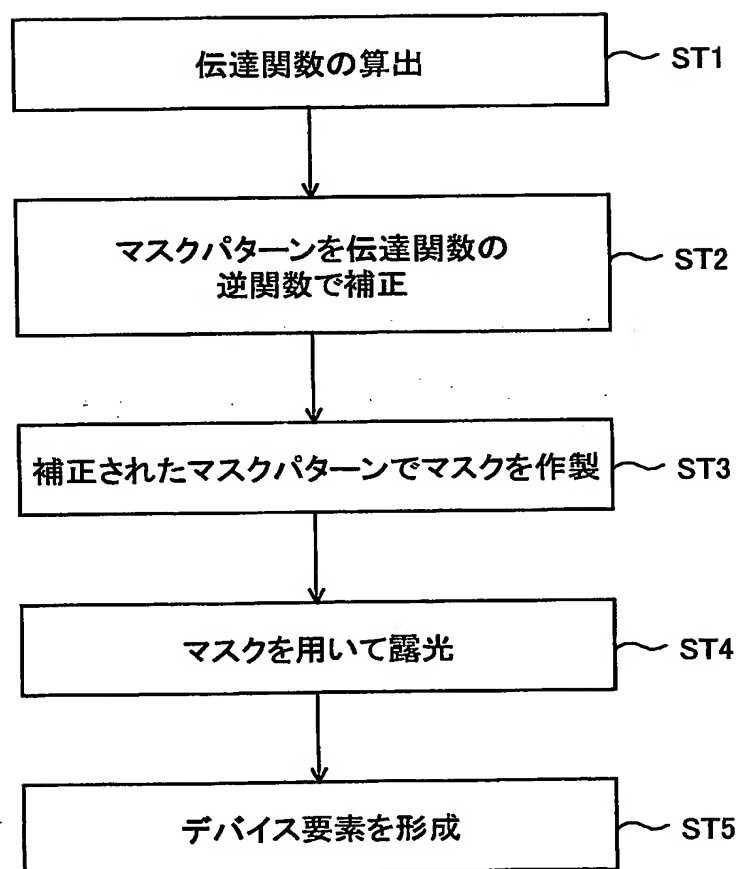 伝達関数の算出
ST1
マスクパターンを伝達関数の
逆関数で補正
ST2
補正されたマスクパターンでマスクを作製
ST3
マスクを用いて露光
ST4
デバイス要素を形成
ST5